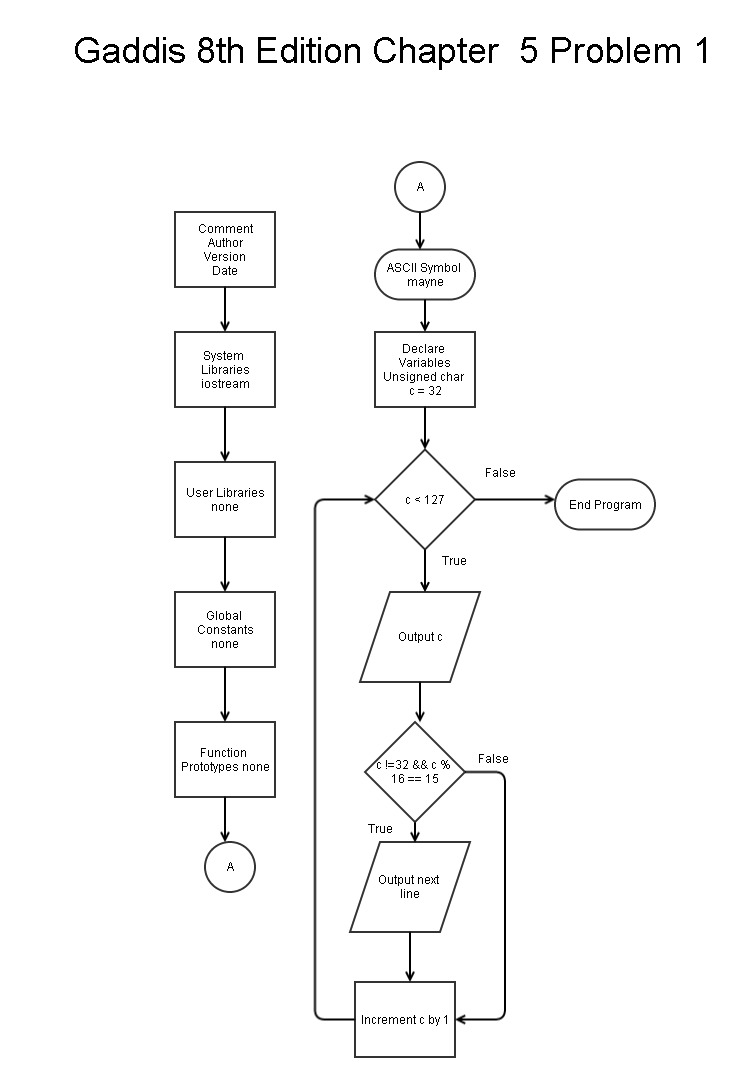 Gaddis 8th Edition Chapter 5 Problem 1
Comment
Author
Version
Date
System
Libraries
iostream
User Libraries
none
Global
Constants
none
Function
Prototypes none
A
A
ASCII Symbol
mayne
Declare
Variables
Unsigned char
c = 32
c < 127
False
End Program
True
Output c
c !=32 && c %
16 == 15
False
True
Output next
line
Increment c by 1